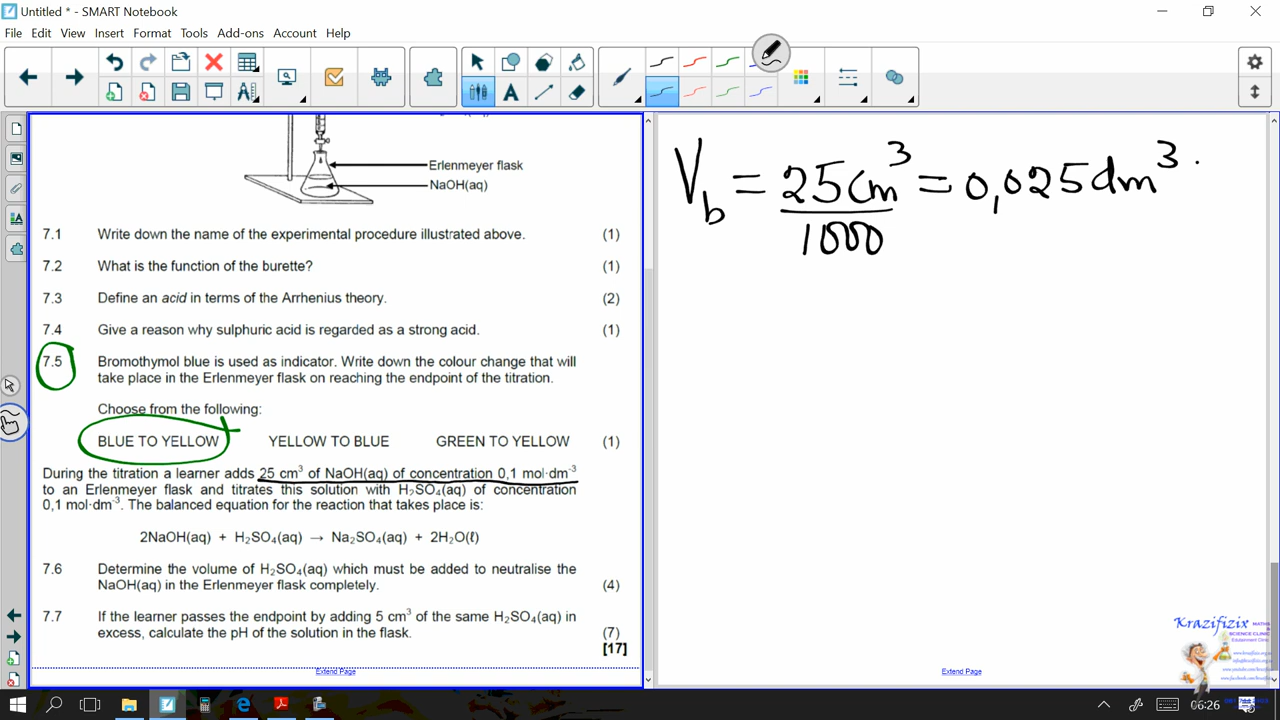 Untitled * - SMART Notebook
File Edit View Insert Format Tools Add-ons Account Help
Erlenmeyer flask
NaOH(aq)
7.1 Write down the name of the experimental procedure illustrated above. (1)
7.2 What is the function of the burette? (1)
7.3 Define an acid in terms of the Arrhenius theory. (2)
7.4 Give a reason why sulphuric acid is regarded as a strong acid. (1)
7.5 Bromothymol blue is used as indicator. Write down the colour change that will
take place in the Erlenmeyer flask on reaching the endpoint of the titration.
Choose from the following:
BLUE TO YELLOW YELLOW TO BLUE GREEN TO YELLOW (1)
During the titration a learner adds 25 cm³ of NaOH(aq) of concentration 0,1 mol·dm⁻³
to an Erlenmeyer flask and titrates this solution with H₂SO₄(aq) of concentration
0,1 mol·dm⁻³. The balanced equation for the reaction that takes place is:
2NaOH(aq) + H₂SO₄(aq) → Na₂SO₄(aq) + 2H₂O(ℓ)
7.6 Determine the volume of H₂SO₄(aq) which must be added to neutralise the
NaOH(aq) in the Erlenmeyer flask completely. (4)
7.7 If the learner passes the endpoint by adding 5 cm³ of the same H₂SO₄(aq) in
excess, calculate the pH of the solution in the flask. (7)
[17]
Extend Page
V_b = 25cm³ = 0,025dm³.
1000
Krazifizix MATHS
SCIENCE CLINIC
Extend Page
06:26